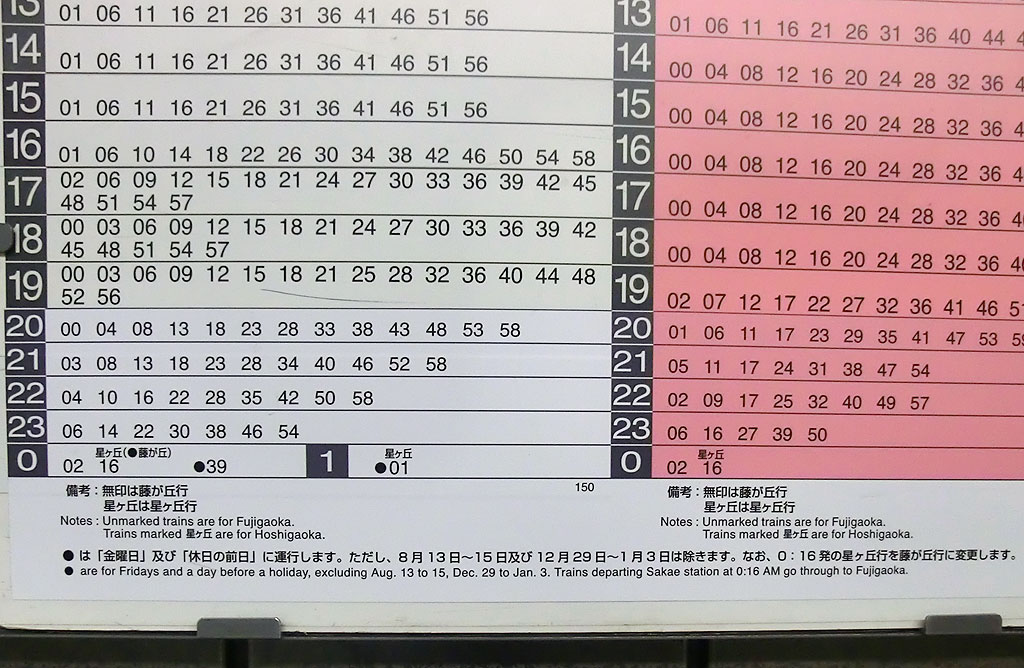 13 01 06 11 16 21 26 31 36 41 46 51 56
14 01 06 11 16 21 26 31 36 41 46 51 56
15 01 06 11 16 21 26 31 36 41 46 51 56
16 01 06 10 14 18 22 26 30 34 38 42 46 50 54 58
17 02 06 09 12 15 18 21 24 27 30 33 36 39 42 45
48 51 54 57
18 00 03 06 09 12 15 18 21 24 27 30 33 36 39 42
45 48 51 54 57
19 00 03 06 09 12 15 18 21 25 28 32 36 40 44 48
52 56
20 00 04 08 13 18 23 28 33 38 43 48 53 58
21 03 08 13 18 23 28 34 40 46 52 58
22 04 10 16 22 28 35 42 50 58
23 06 14 22 30 38 46 54
星ヶ丘(●藤が丘) 星ヶ丘
0 02 16 ●39 1 ●01
150
備考：無印は藤が丘行
星ヶ丘は星ヶ丘行
Notes : Unmarked trains are for Fujigaoka.
Trains marked 星ヶ丘 are for Hoshigaoka.
13 01 06 11 16 21 26 31 36 40 44
14 00 04 08 12 16 20 24 28 32 36
15 00 04 08 12 16 20 24 28 32 36
16 00 04 08 12 16 20 24 28 32 36
17 00 04 08 12 16 20 24 28 32 36
18 00 04 08 12 16 20 24 28 32 36
19 02 07 12 17 22 27 32 36 41 46
20 01 06 11 17 23 29 35 41 47 53
21 05 11 17 24 31 38 47 54
22 02 09 17 25 32 40 49 57
23 06 16 27 39 50
星ヶ丘
0 02 16
備考：無印は藤が丘行
星ヶ丘は星ヶ丘行
Notes : Unmarked trains are for Fujigaoka.
Trains marked 星ヶ丘 are for Hoshigaoka.
● は「金曜日」及び「休日の前日」に運行します。ただし、8月13日〜15日及び12月29日〜1月3日は除きます。なお、0：16発の星ヶ丘行を藤が丘行に変更します。
● are for Fridays and a day before a holiday, excluding Aug. 13 to 15, Dec. 29 to Jan. 3. Trains departing Sakae station at 0:16 AM go through to Fujigaoka.